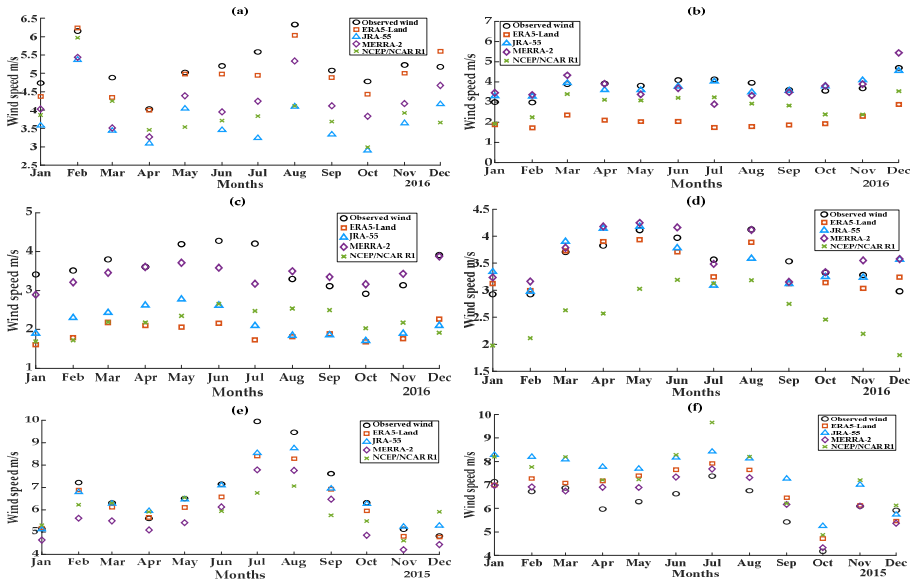 (a)
6.5
6
5.5
5
4.5
4
3.5
3
2.5
Wind speed m/s
Observed wind
ERA5-Land
JRA-55
MERRA-2
NCEP/NCAR R1
Jan Feb Mar Apr May Jun Jul Aug Sep Oct Nov Dec
Months
2016
(b)
7
6
5
4
3
2
1
0
Wind speed m/s
Observed wind
ERA5-Land
JRA-55
MERRA-2
NCEP/NCAR R1
Jan Feb Mar Apr May Jun Jul Aug Sep Oct Nov Dec
Months
2016
(c)
5
4
3
2
1
Wind speed m/s
Observed wind
ERA5-Land
JRA-55
MERRA-2
NCEP/NCAR R1
Jan Feb Mar Apr May Jun Jul Aug Sep Oct Nov Dec
Months
2016
(d)
4.5
4
3.5
3
2.5
2
1.5
Wind speed m/s
Observed wind
ERA5-Land
JRA-55
MERRA-2
NCEP/NCAR R1
Jan Feb Mar Apr May Jun Jul Aug Sep Oct Nov Dec
Months
2016
(e)
10
9
8
7
6
5
4
Wind speed m/s
Observed wind
ERA5-Land
JRA-55
MERRA-2
NCEP/NCAR R1
Jan Feb Mar Apr May Jun Jul Aug Sep Oct Nov Dec
Months
2015
(f)
10
9
8
7
6
5
4
Wind speed m/s
Observed wind
ERA5-Land
JRA-55
MERRA-2
NCEP/NCAR R1
Jan Feb Mar Apr May Jun Jul Aug Sep Oct Nov Dec
Months
2015